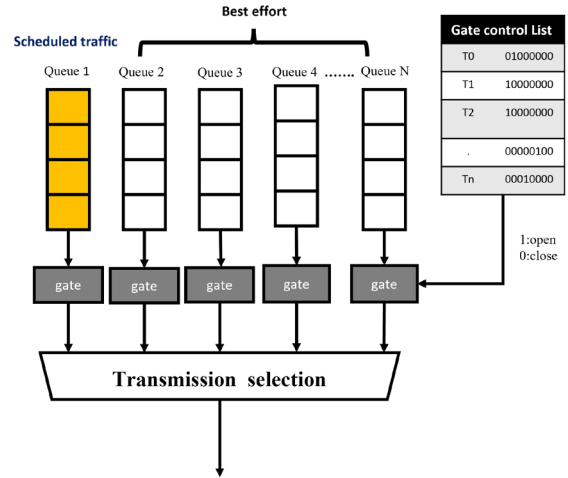 Best effort
Scheduled traffic
Queue 1 Queue 2 Queue 3 Queue 4 ....... Queue N
Gate control List
T0 01000000
T1 10000000
T2 10000000
. 00000100
Tn 00010000
1:open
0:close
gate gate gate gate gate
Transmission selection